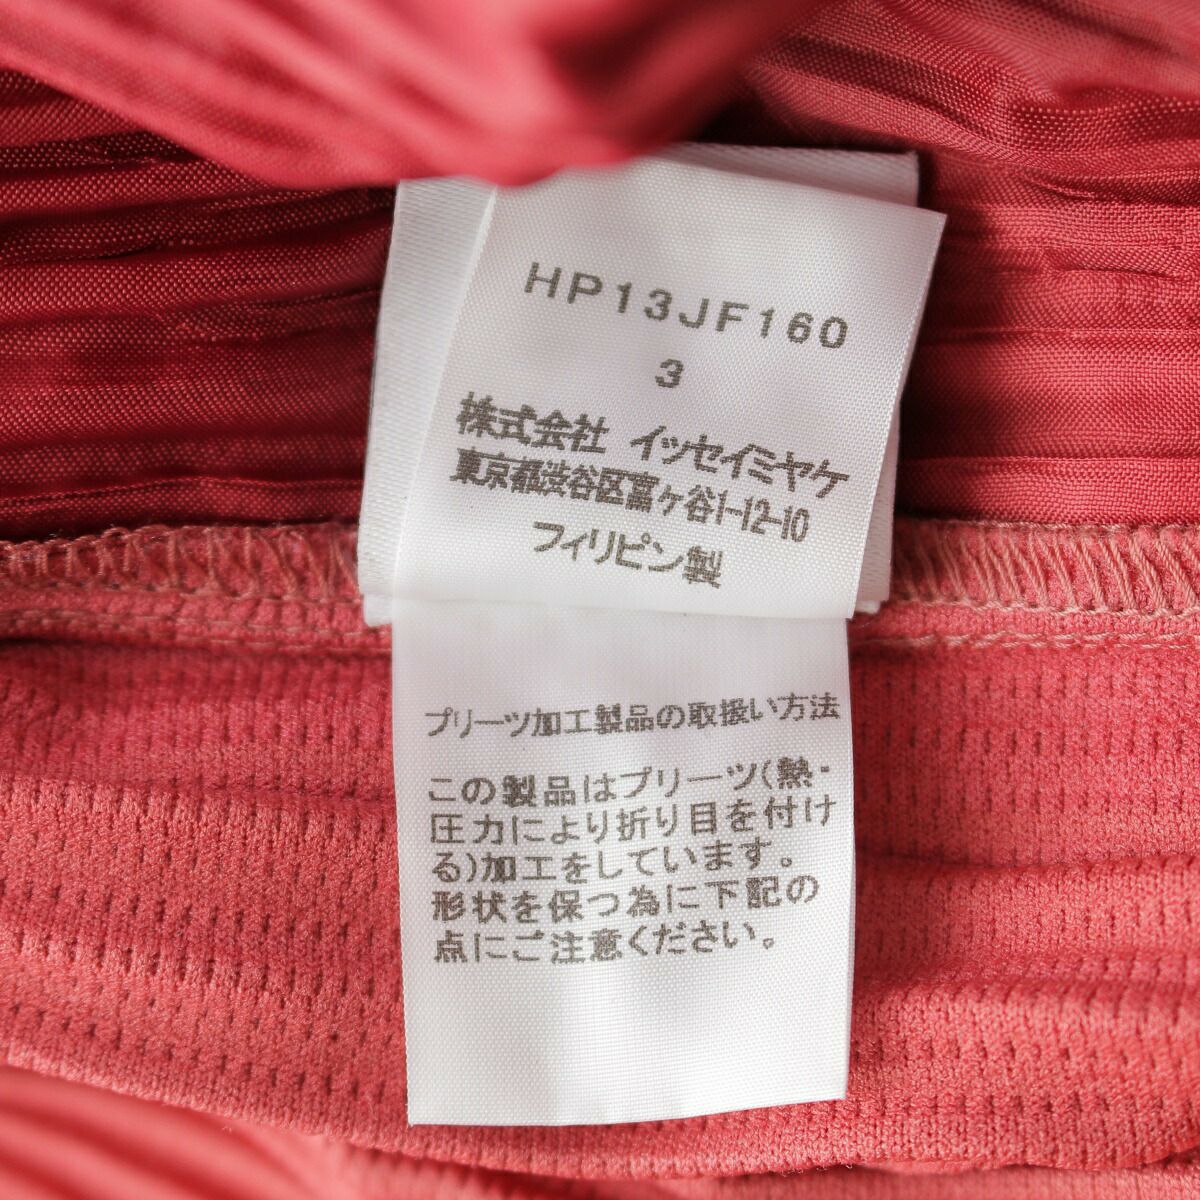 HP13JF160
3
株式会社 イッセイミヤケ
東京都渋谷区富ヶ谷1-12-10
フィリピン製
プリーツ加工製品の取扱い方法
この製品はプリーツ(熱・
圧力により折り目を付け
る)加工をしています。
形状を保つ為に下記の
点にご注意ください。